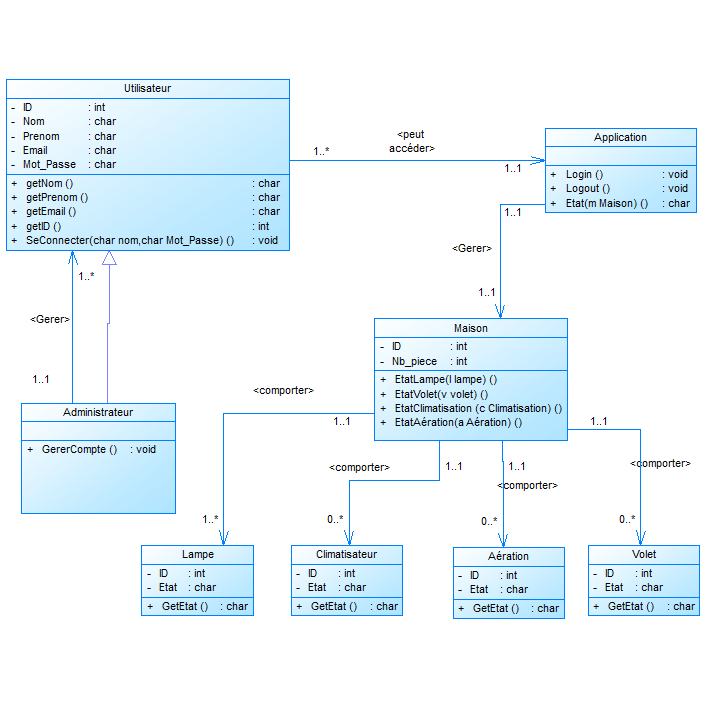 Utilisateur
- ID : int
- Nom : char
- Prenom : char
- Email : char
- Mot_Passe : char
+ getNom () : char
+ getPrenom () : char
+ getEmail () : char
+ getID () : int
+ SeConnecter(char nom,char Mot_Passe) () : void
1..*
<peut
accéder>
1..1
Application
+ Login () : void
+ Logout () : void
+ Etat(m Maison) () : char
1..1
<Gerer>
1..1
1..*
<Gerer>
1..1
Administrateur
+ GererCompte () : void
Maison
- ID : int
- Nb_piece : int
+ EtatLampe(l lampe) ()
+ EtatVolet(v volet) ()
+ EtatClimatisation (c Climatisation) ()
+ EtatAération(a Aération) ()
<comporter>
1..1
1..*
<comporter>
1..1
0..*
1..1
<comporter>
0..*
1..1
<comporter>
0..*
Lampe
- ID : int
- Etat : char
+ GetEtat () : char
Climatisateur
- ID : int
- Etat : char
+ GetEtat () : char
Aération
- ID : int
- Etat : char
+ GetEtat () : char
Volet
- ID : int
- Etat : char
+ GetEtat () : char